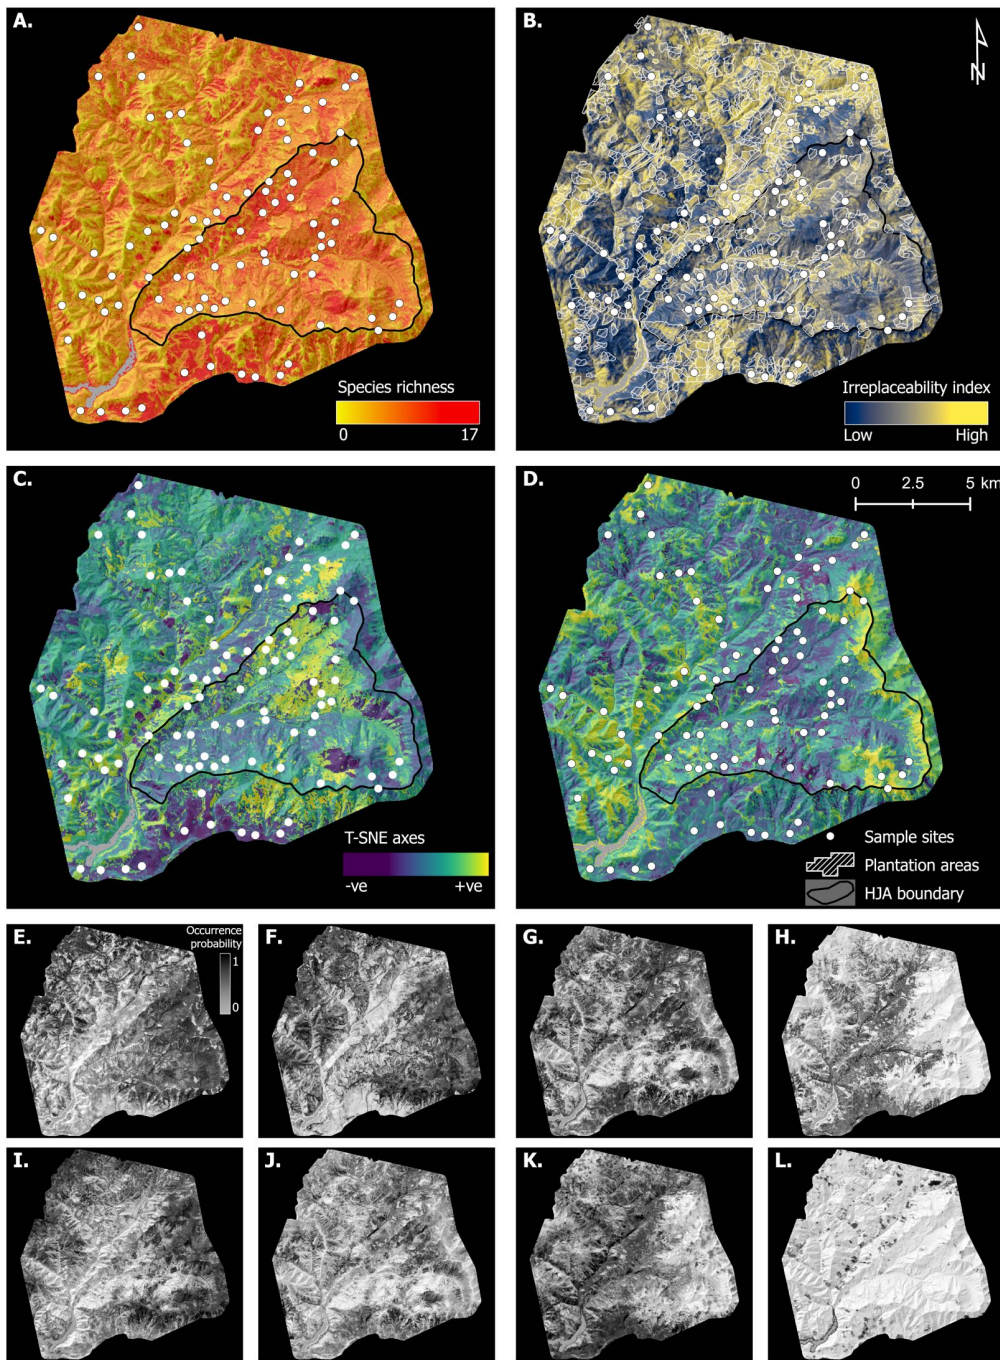 A.
B.
N
Species richness
0 17
Irreplaceability index
Low High
C.
D.
0 2.5 5 km
T-SNE axes
-ve +ve
Sample sites
Plantation areas
HJA boundary
E.
Occurrence
probability
1
0
F.
G.
H.
I.
J.
K.
L.